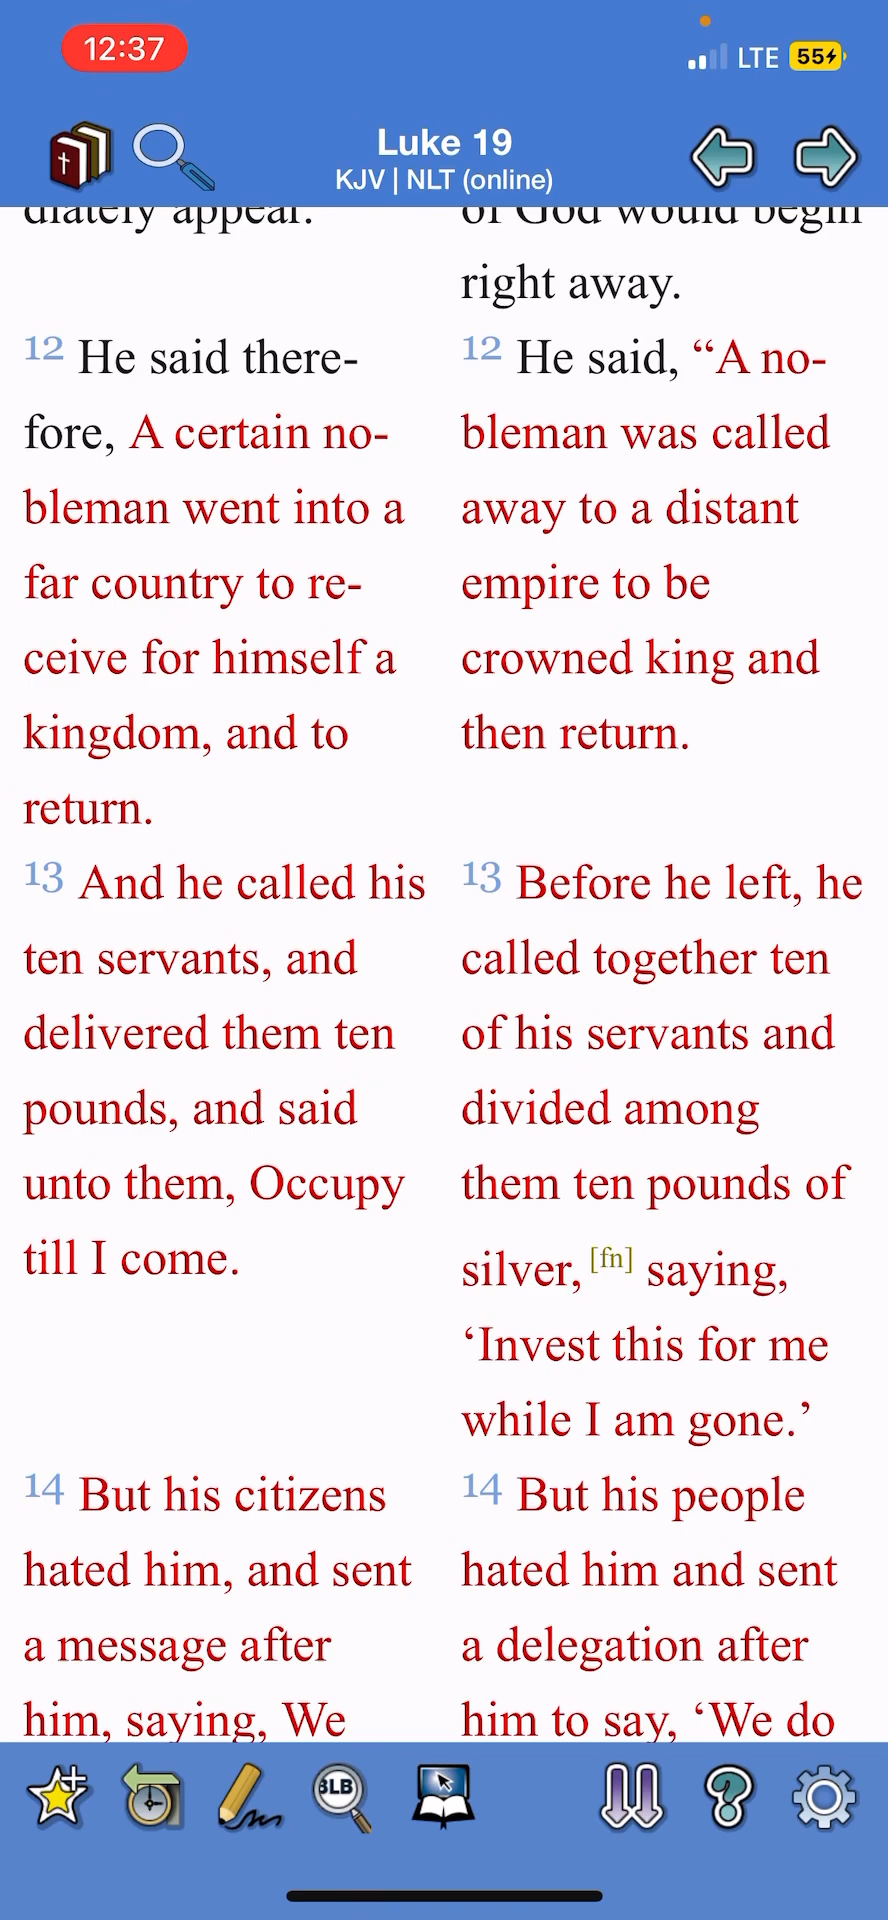 12:37
LTE 55
Luke 19
KJV | NLT (online)
diately appear.
12 He said there-
fore, A certain no-
bleman went into a
far country to re-
ceive for himself a
kingdom, and to
return.
13 And he called his
ten servants, and
delivered them ten
pounds, and said
unto them, Occupy
till I come.
14 But his citizens
hated him, and sent
a message after
him, saying, We
of God would begin
right away.
12 He said, “A no-
bleman was called
away to a distant
empire to be
crowned king and
then return.
13 Before he left, he
called together ten
of his servants and
divided among
them ten pounds of
silver, [fn] saying,
‘Invest this for me
while I am gone.’
14 But his people
hated him and sent
a delegation after
him to say, ‘We do
BLB